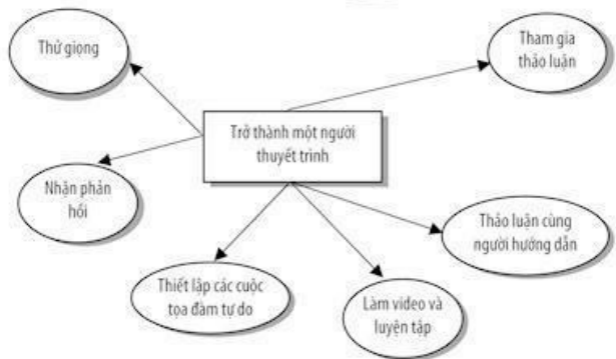 Thử giọng
Tham gia
thảo luận
Trở thành một người
thuyết trình
Nhận phản
hồi
Thảo luận cùng
người hướng dẫn
Thiết lập các cuộc
tọa đàm tự do
Làm video và
luyện tập